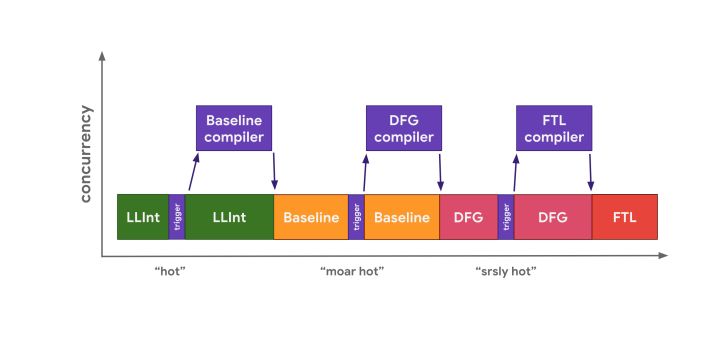 concurrency
Baseline
compiler
DFG
compiler
FTL
compiler
LLInt
trigger
LLInt
Baseline
trigger
Baseline
DFG
trigger
DFG
FTL
“hot”
“moar hot”
“srsly hot”